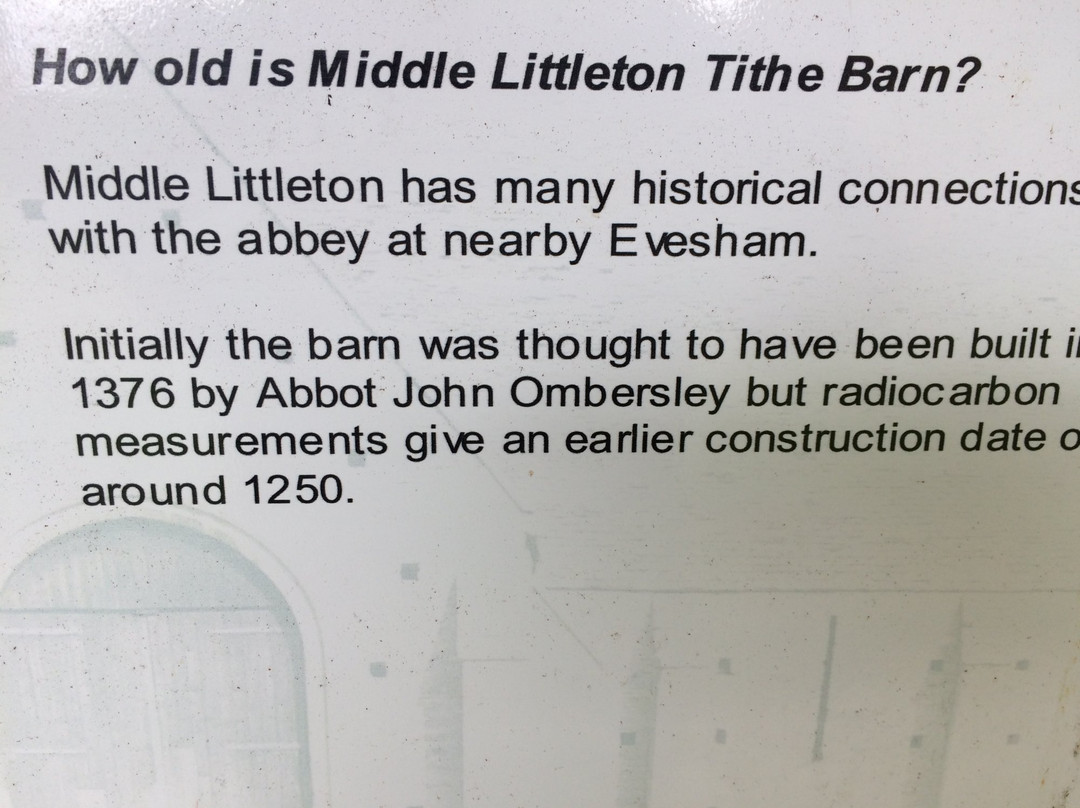 How old is Middle Littleton Tithe Barn?
Middle Littleton has many historical connections
with the abbey at nearby Evesham.
Initially the barn was thought to have been built i
1376 by Abbot John Ombersley but radiocarbon
measurements give an earlier construction date o
around 1250.